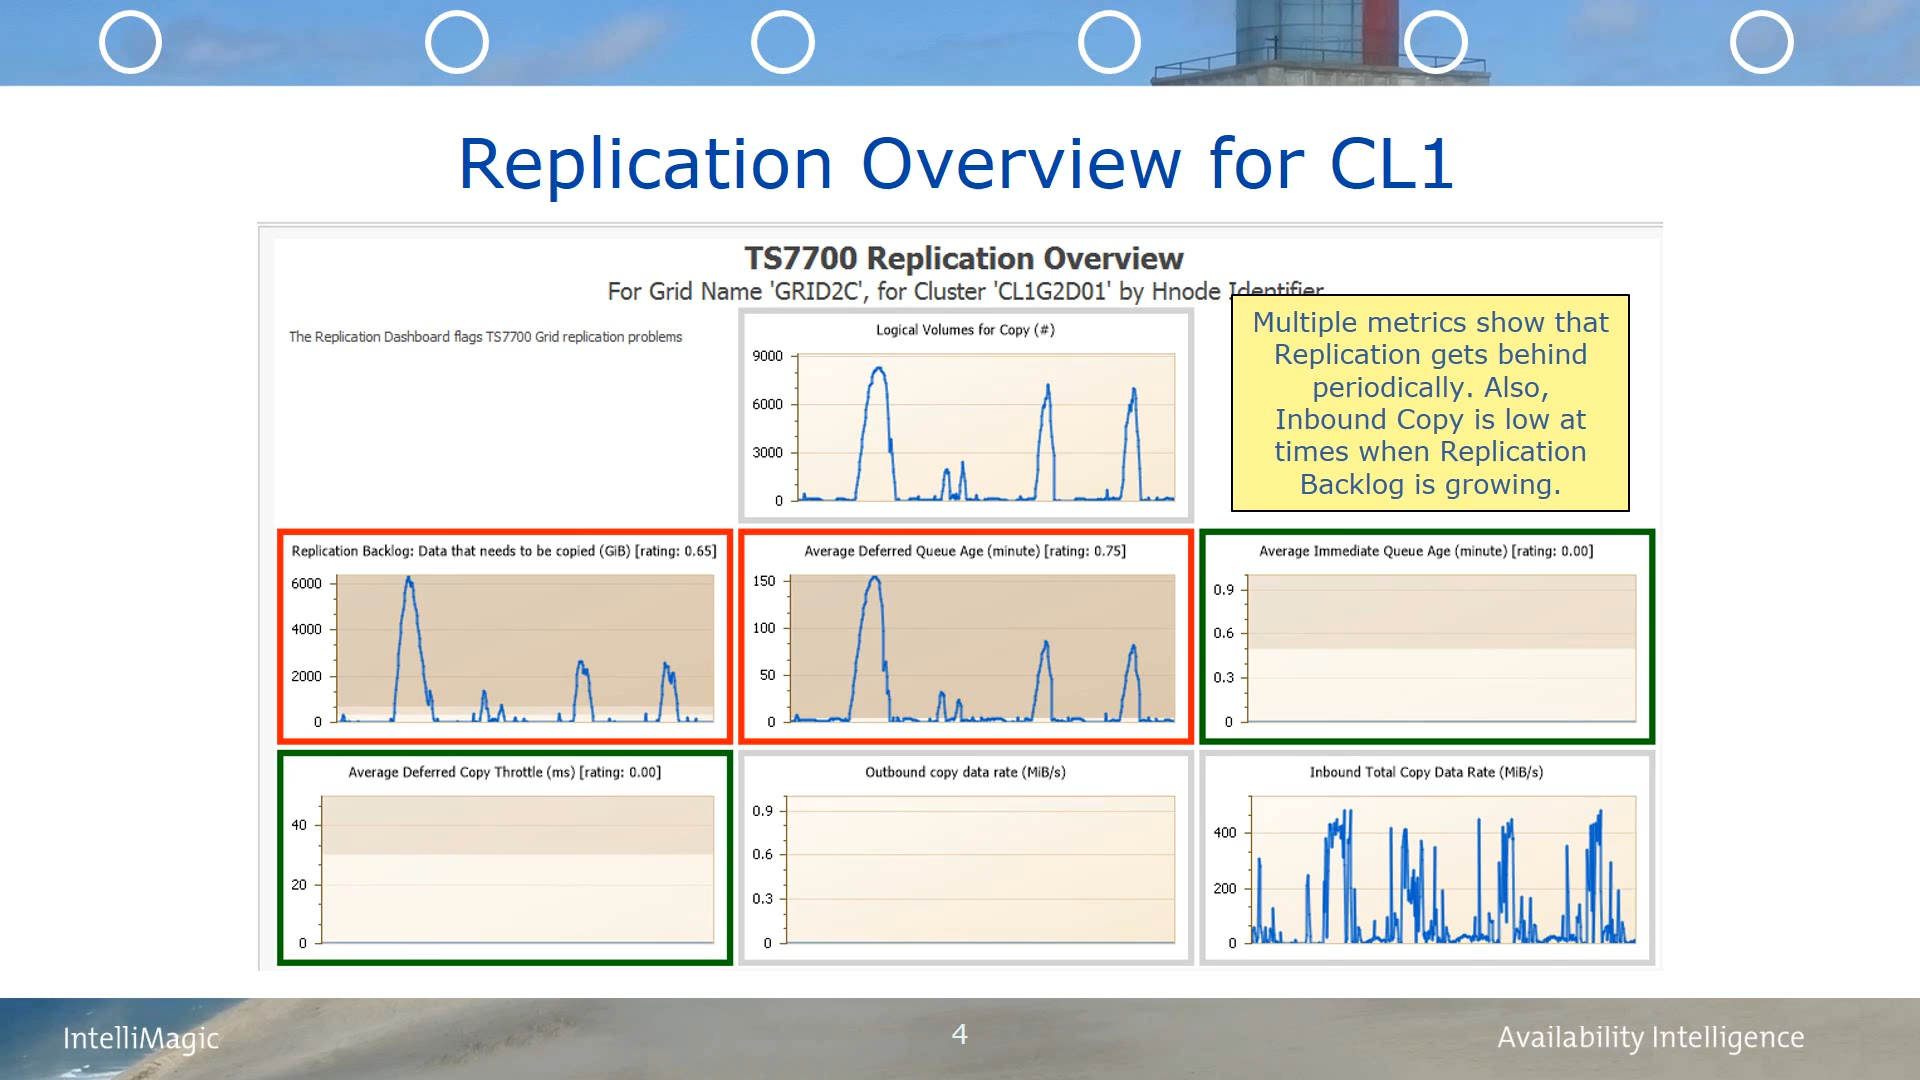 Replication Overview for CL1
TS7700 Replication Overview
For Grid Name 'GRID2C', for Cluster 'CL1G2D01' by Hnode Identifier
The Replication Dashboard flags TS7700 Grid replication problems
Logical Volumes for Copy (#)
9000
6000
3000
0
Multiple metrics show that
Replication gets behind
periodically. Also,
Inbound Copy is low at
times when Replication
Backlog is growing.
Replication Backlog: Data that needs to be copied (GiB) [rating: 0.65]
6000
4000
2000
0
Average Deferred Queue Age (minute) [rating: 0.75]
150
100
50
0
Average Immediate Queue Age (minute) [rating: 0.00]
0.9
0.6
0.3
0
Average Deferred Copy Throttle (ms) [rating: 0.00]
40
20
0
Outbound copy data rate (MiB/s)
0.9
0.6
0.3
0
Inbound Total Copy Data Rate (MiB/s)
400
200
0
IntelliMagic
4
Availability Intelligence